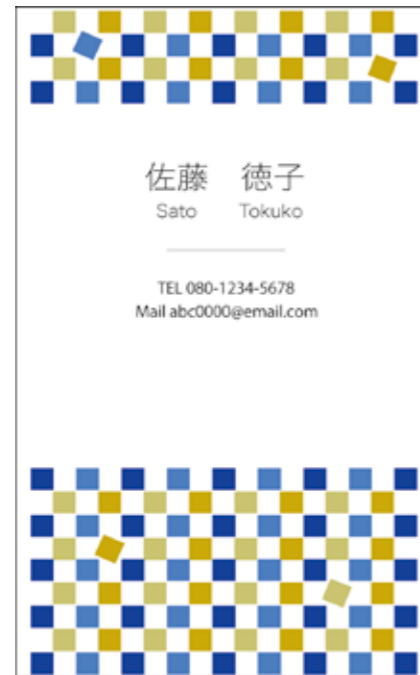 佐藤　徳子
Sato Tokuko
TEL 080-1234-5678
Mail abc0000@email.com